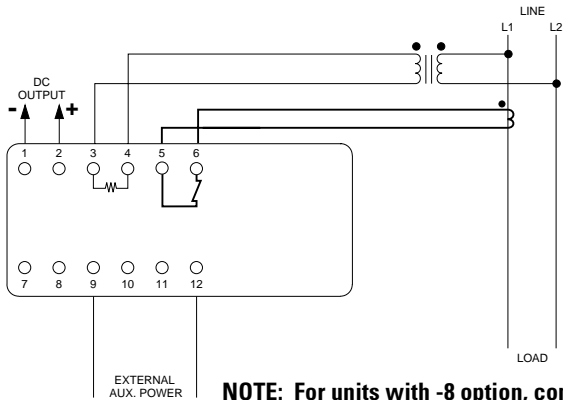 LINE
L1 L2
DC
OUTPUT
- +
1 2 3 4 5 6
7 8 9 10 11 12
LOAD
EXTERNAL
AUX. POWER
NOTE: For units with -8 option, con